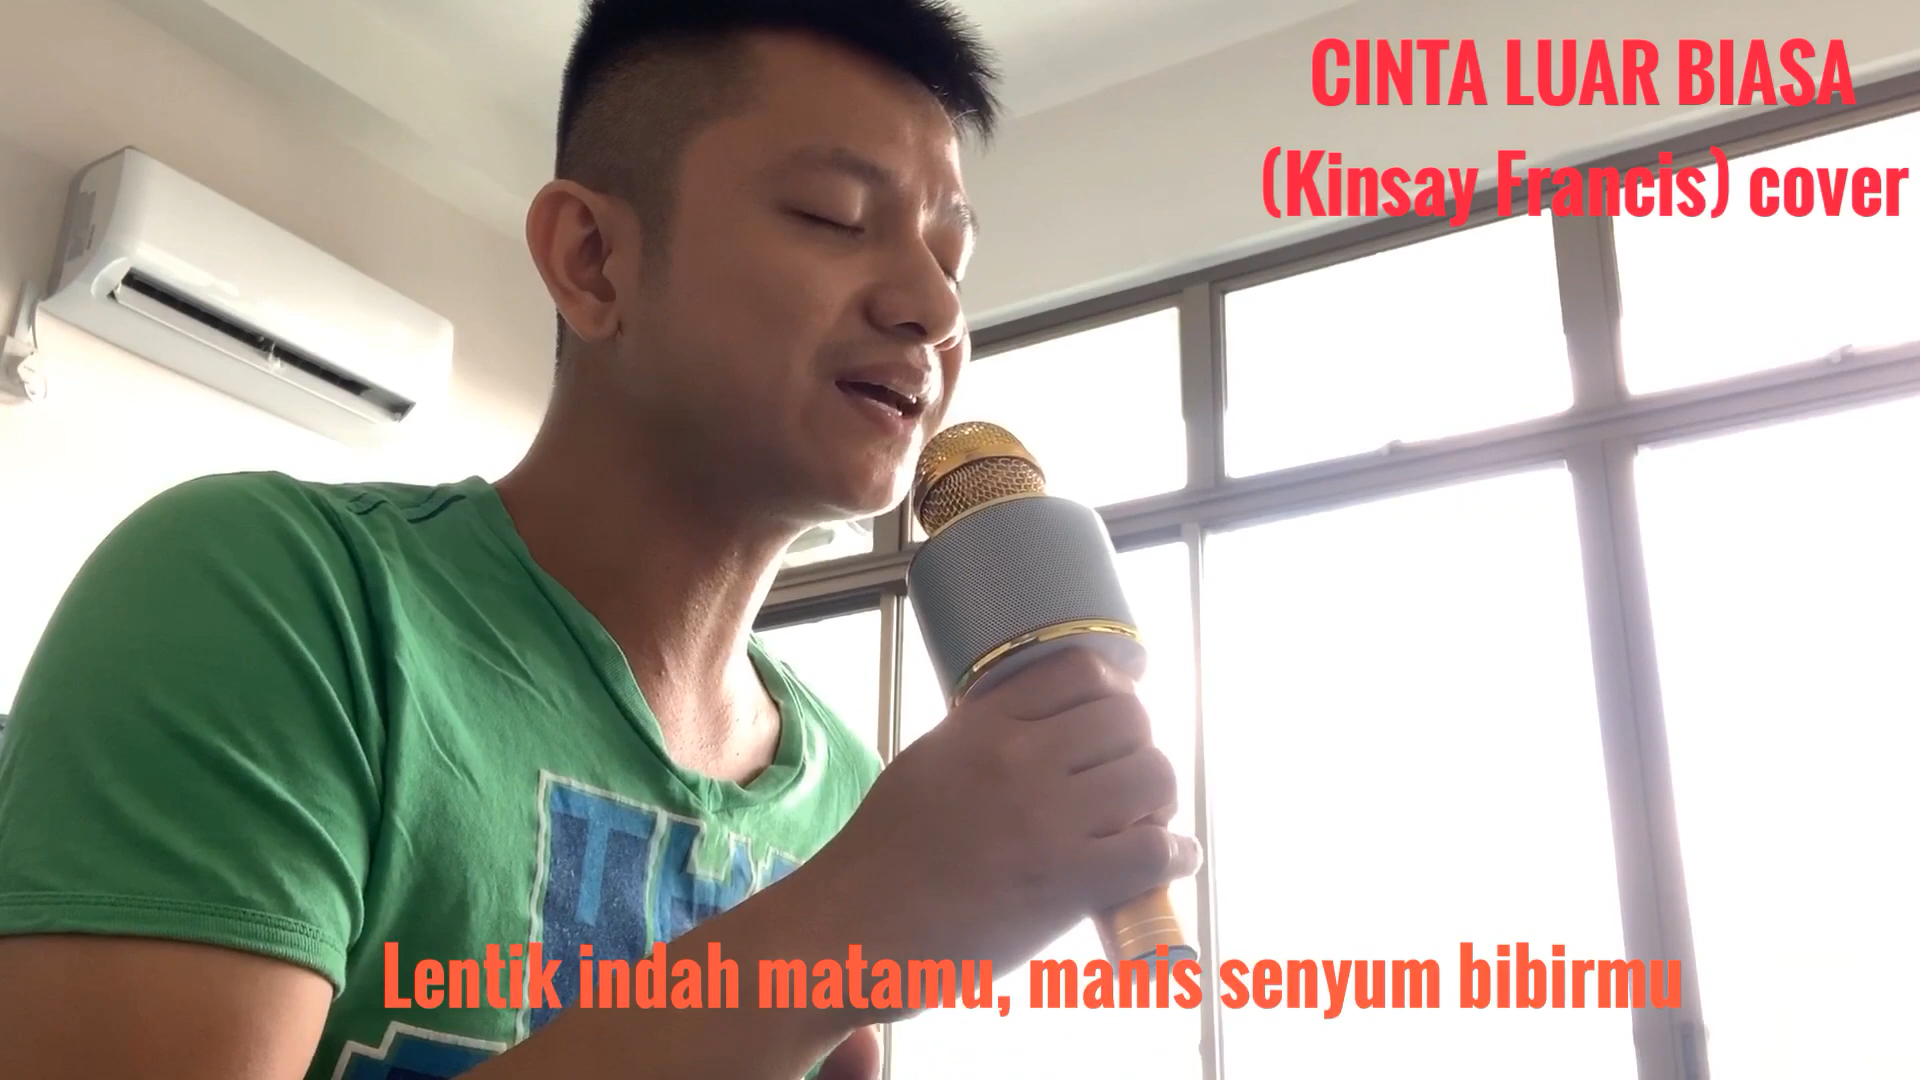 CINTA LUAR BIASA
(Kinsay Francis) cover
Lentik indah matamu, manis senyum bibirmu